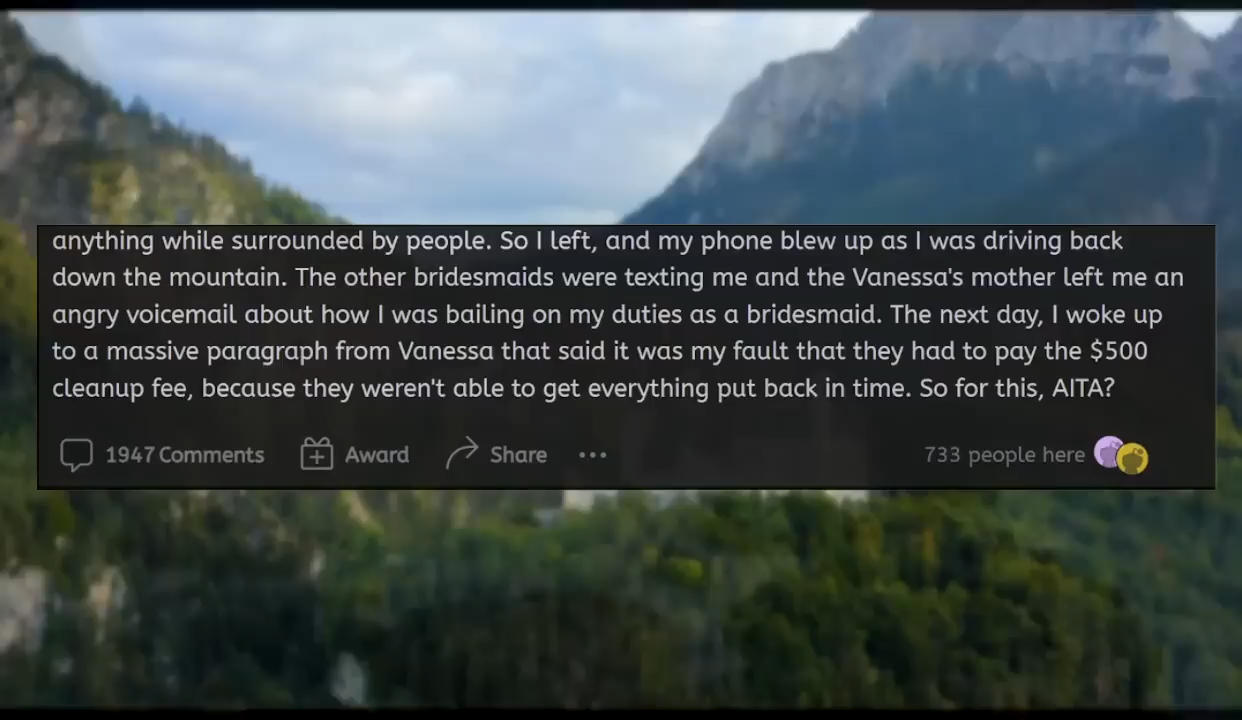 anything while surrounded by people. So I left, and my phone blew up as I was driving back
down the mountain. The other bridesmaids were texting me and the Vanessa's mother left me an
angry voicemail about how I was bailing on my duties as a bridesmaid. The next day, I woke up
to a massive paragraph from Vanessa that said it was my fault that they had to pay the $500
cleanup fee, because they weren't able to get everything put back in time. So for this, AITA?
1947 Comments Award Share ••• 733 people here